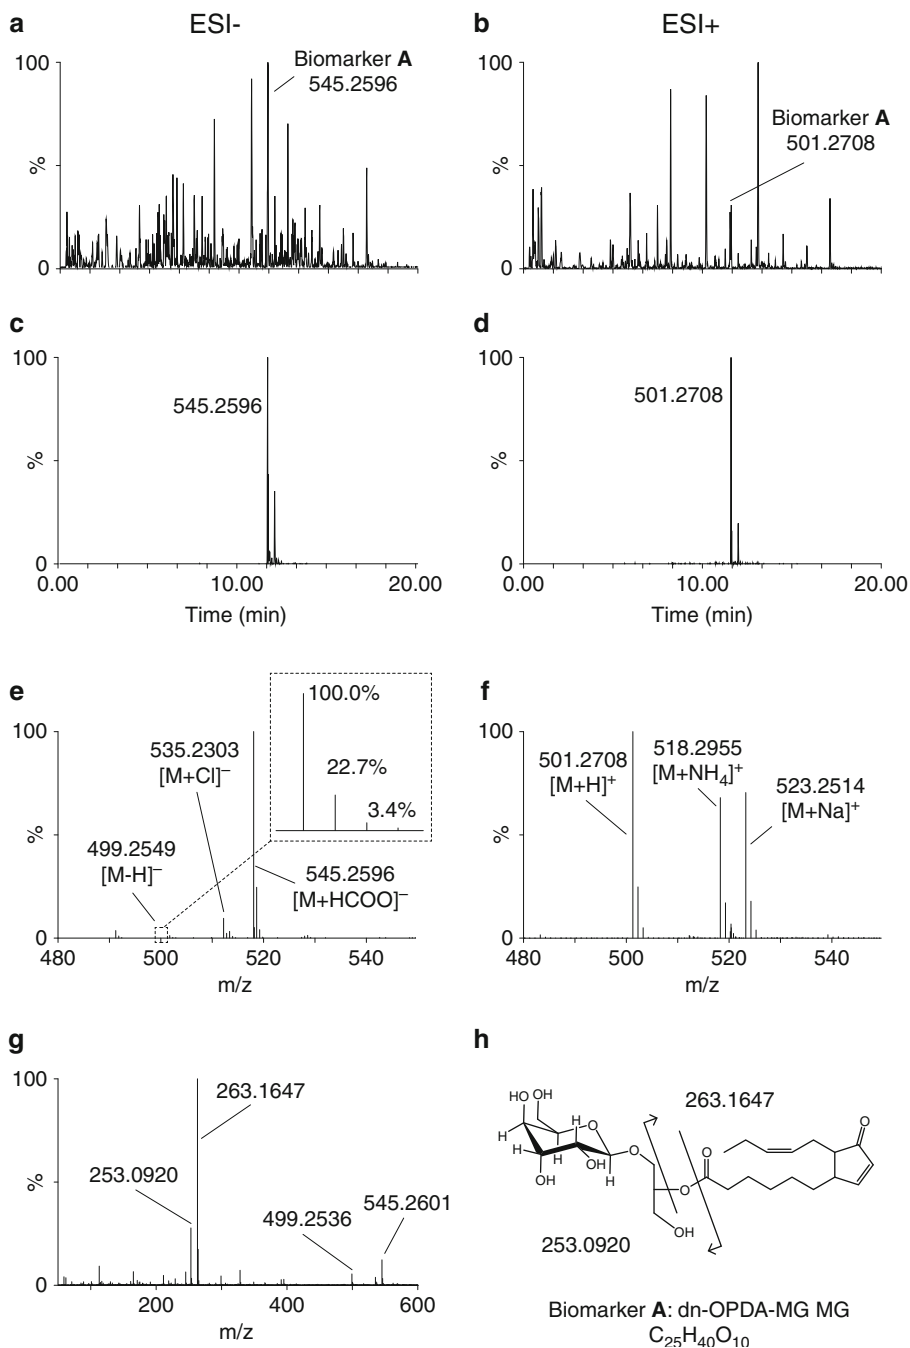 a ESI- b ESI+
100
%
0
Biomarker A
545.2596
100
%
0
Biomarker A
501.2708
c
100
%
0
545.2596
0.00 10.00 20.00
Time (min)
d
100
%
0
501.2708
0.00 10.00 20.00
Time (min)
e
100
%
0
499.2549
[M-H]⁻
535.2303
[M+Cl]⁻
100.0%
22.7%
3.4%
545.2596
[M+HCOO]⁻
480 500 520 540
m/z
f
100
%
0
501.2708
[M+H]⁺
518.2955
[M+NH₄]⁺
523.2514
[M+Na]⁺
480 500 520 540
m/z
g
100
%
0
263.1647
253.0920
499.2536
545.2601
200 400 600
m/z
h
HO OH
H
H
H
OH
OH
H
O
O
O
O
OH
O
263.1647
253.0920
Biomarker A: dn-OPDA-MG MG
C₂₅H₄₀O₁₀